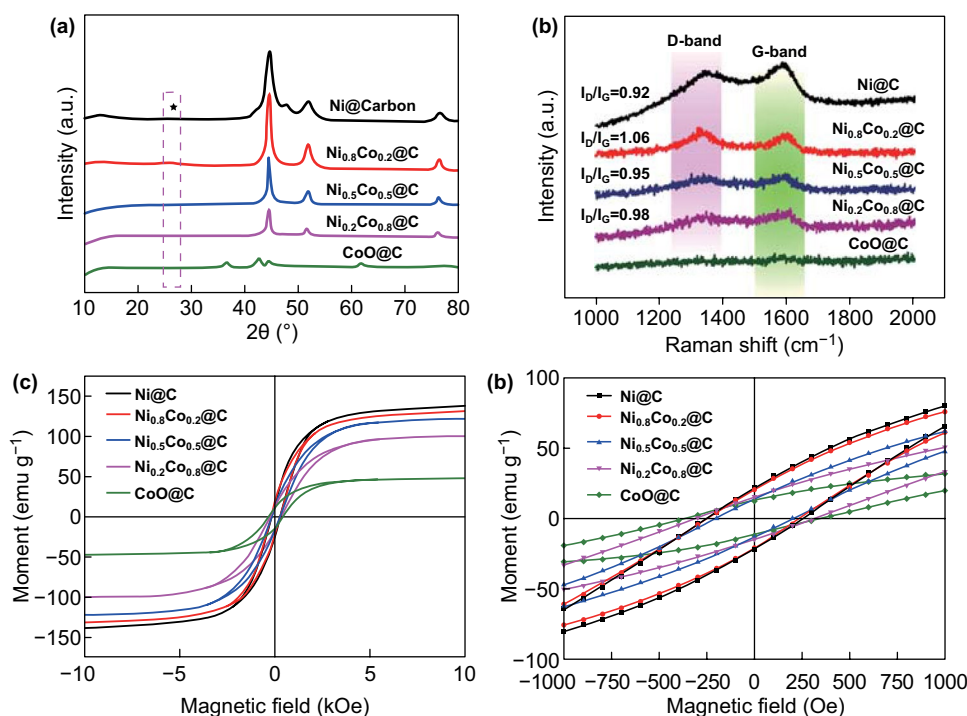 (a)
Intensity (a.u.)
★
Ni@Carbon
Ni0.8Co0.2@C
Ni0.5Co0.5@C
Ni0.2Co0.8@C
CoO@C
10 20 30 40 50 60 70 80
2θ (°)
(b)
Intensity (a.u.)
D-band
G-band
Ni@C
ID/IG=0.92
Ni0.8Co0.2@C
ID/IG=1.06
Ni0.5Co0.5@C
ID/IG=0.95
Ni0.2Co0.8@C
ID/IG=0.98
CoO@C
1000 1200 1400 1600 1800 2000
Raman shift (cm−1)
(c)
Moment (emu g−1)
150
100
50
0
−50
−100
−150
Ni@C
Ni0.8Co0.2@C
Ni0.5Co0.5@C
Ni0.2Co0.8@C
CoO@C
−10 −5 0 5 10
Magnetic field (kOe)
(b)
Moment (emu g−1)
100
50
0
−50
−100
Ni@C
Ni0.8Co0.2@C
Ni0.5Co0.5@C
Ni0.2Co0.8@C
CoO@C
−1000 −750 −500 −250 0 250 500 750 1000
Magnetic field (Oe)